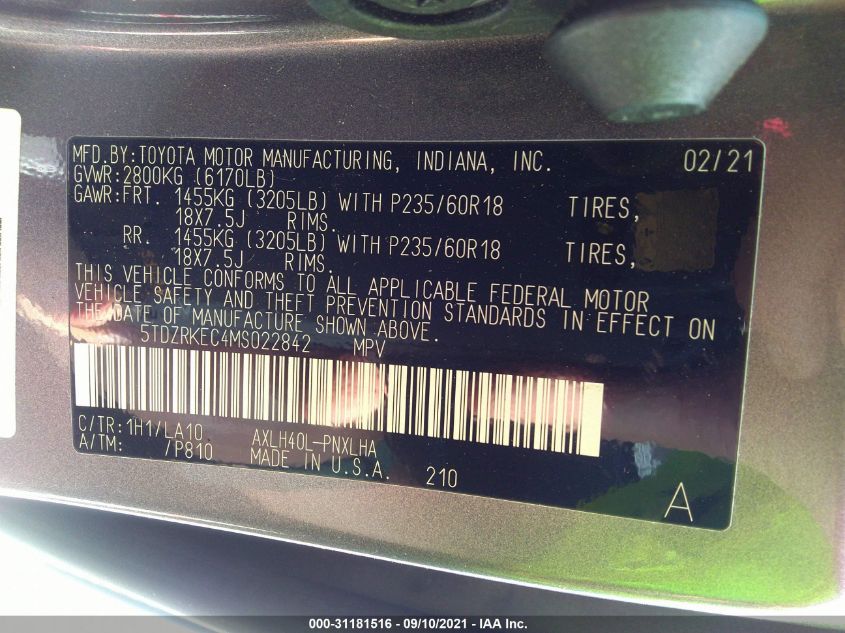 MFD.BY:TOYOTA MOTOR MANUFACTURING, INDIANA, INC. 02/21
GVWR:2800KG (6170LB)
GAWR:FRT. 1455KG (3205LB) WITH P235/60R18 TIRES,
18X7.5J RIMS.
RR. 1455KG (3205LB) WITH P235/60R18 TIRES,
18X7.5J RIMS.
THIS VEHICLE CONFORMS TO ALL APPLICABLE FEDERAL MOTOR
VEHICLE SAFETY AND THEFT PREVENTION STANDARDS IN EFFECT ON
THE DATE OF MANUFACTURE SHOWN ABOVE.
5TDZRKEC4MS022842 MPV
C/TR:1H1/LA10 AXLH40L-PNXLHA
A/TM: /P810 MADE IN U.S.A. 210
A
000-31181516 - 09/10/2021 - IAA Inc.